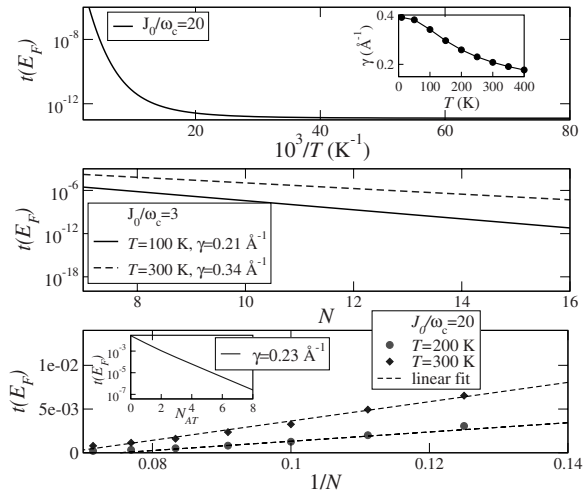 10^-6
10^-12
t(E_F)
J_0/ω_c=20
0.4
0.2
γ(Å^-1)
0 100 200 300 400
T (K)
20 40 60 80
10^3/T (K^-1)
10^-6
10^-12
10^-18
t(E_F)
J_0/ω_c=3
T=100 K, γ=0.21 Å^-1
T=300 K, γ=0.34 Å^-1
8 10 12 14 16
N
1e-02
5e-03
0
t(E_F)
10^-3
10^-5
10^-7
t(E_F)
0 4 8
N_AT
γ=0.23 Å^-1
J_0/ω_c=20
T=200 K
T=300 K
linear fit
0.08 0.1 0.12 0.14
1/N